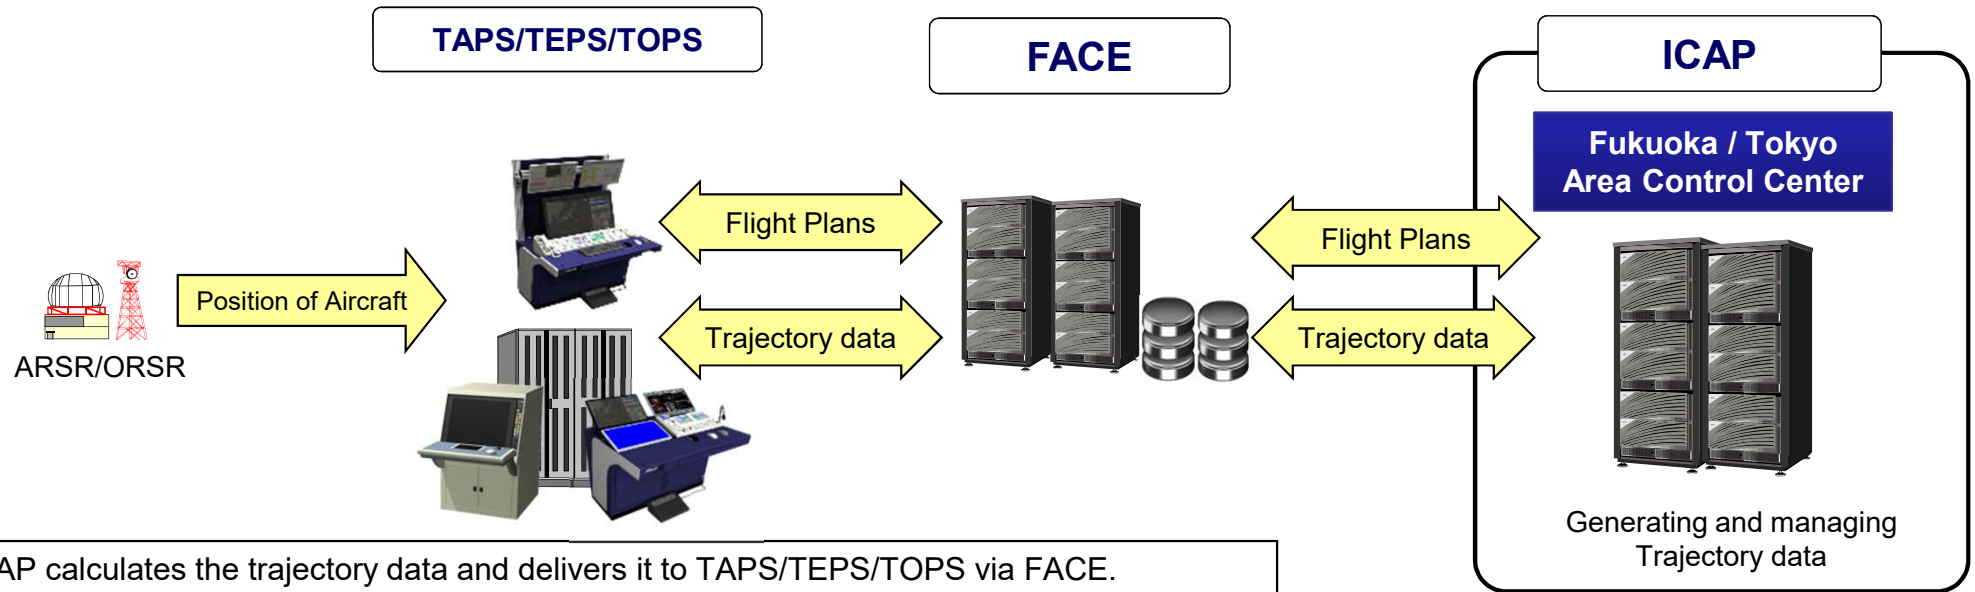 TAPS/TEPS/TOPS
FACE
ICAP
Fukuoka / Tokyo
Area Control Center
Flight Plans
Flight Plans
Position of Aircraft
Trajectory data
Trajectory data
ARSR/ORSR
Generating and managing
Trajectory data
AP calculates the trajectory data and delivers it to TAPS/TEPS/TOPS via FACE.